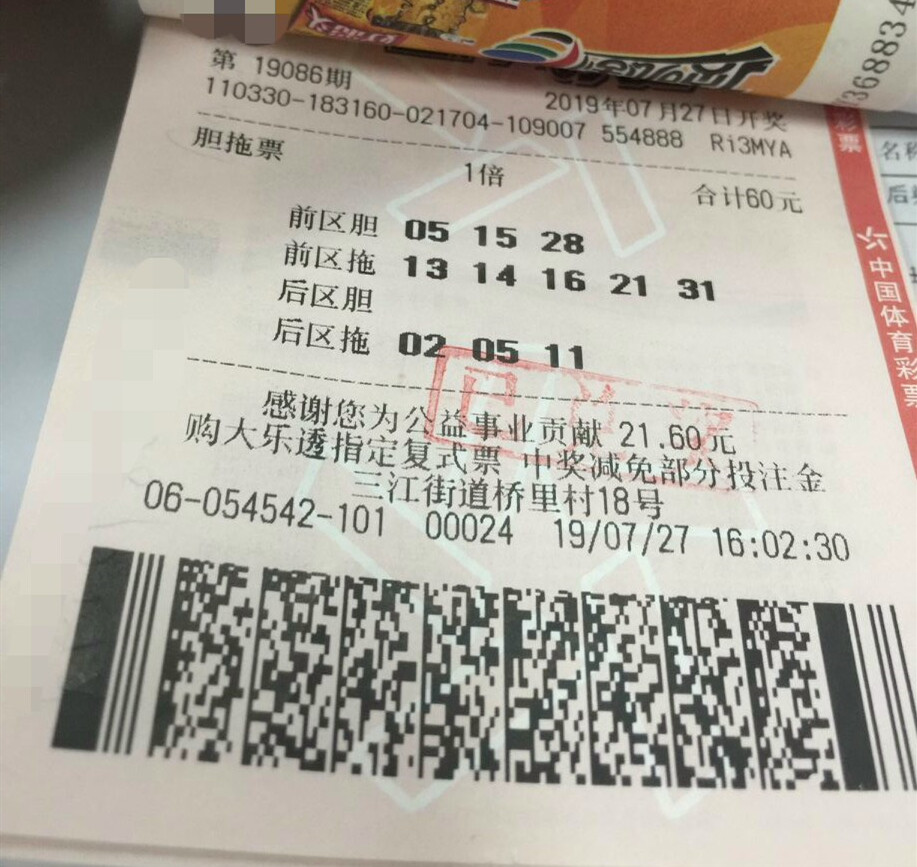 368834
第 19086期
2019年07月27日开奖
110330-183160-021704-109007 554888 Ri3MYA
胆拖票
1倍
合计60元
前区胆 05 15 28
前区拖 13 14 16 21 31
后区胆
后区拖 02 05 11
感谢您为公益事业贡献 21.60元
购大乐透指定复式票 中奖减免部分投注金
三江街道桥里村18号
06-054542-101 00024 19/07/27 16:02:30
彩票
中国体育彩票
名称